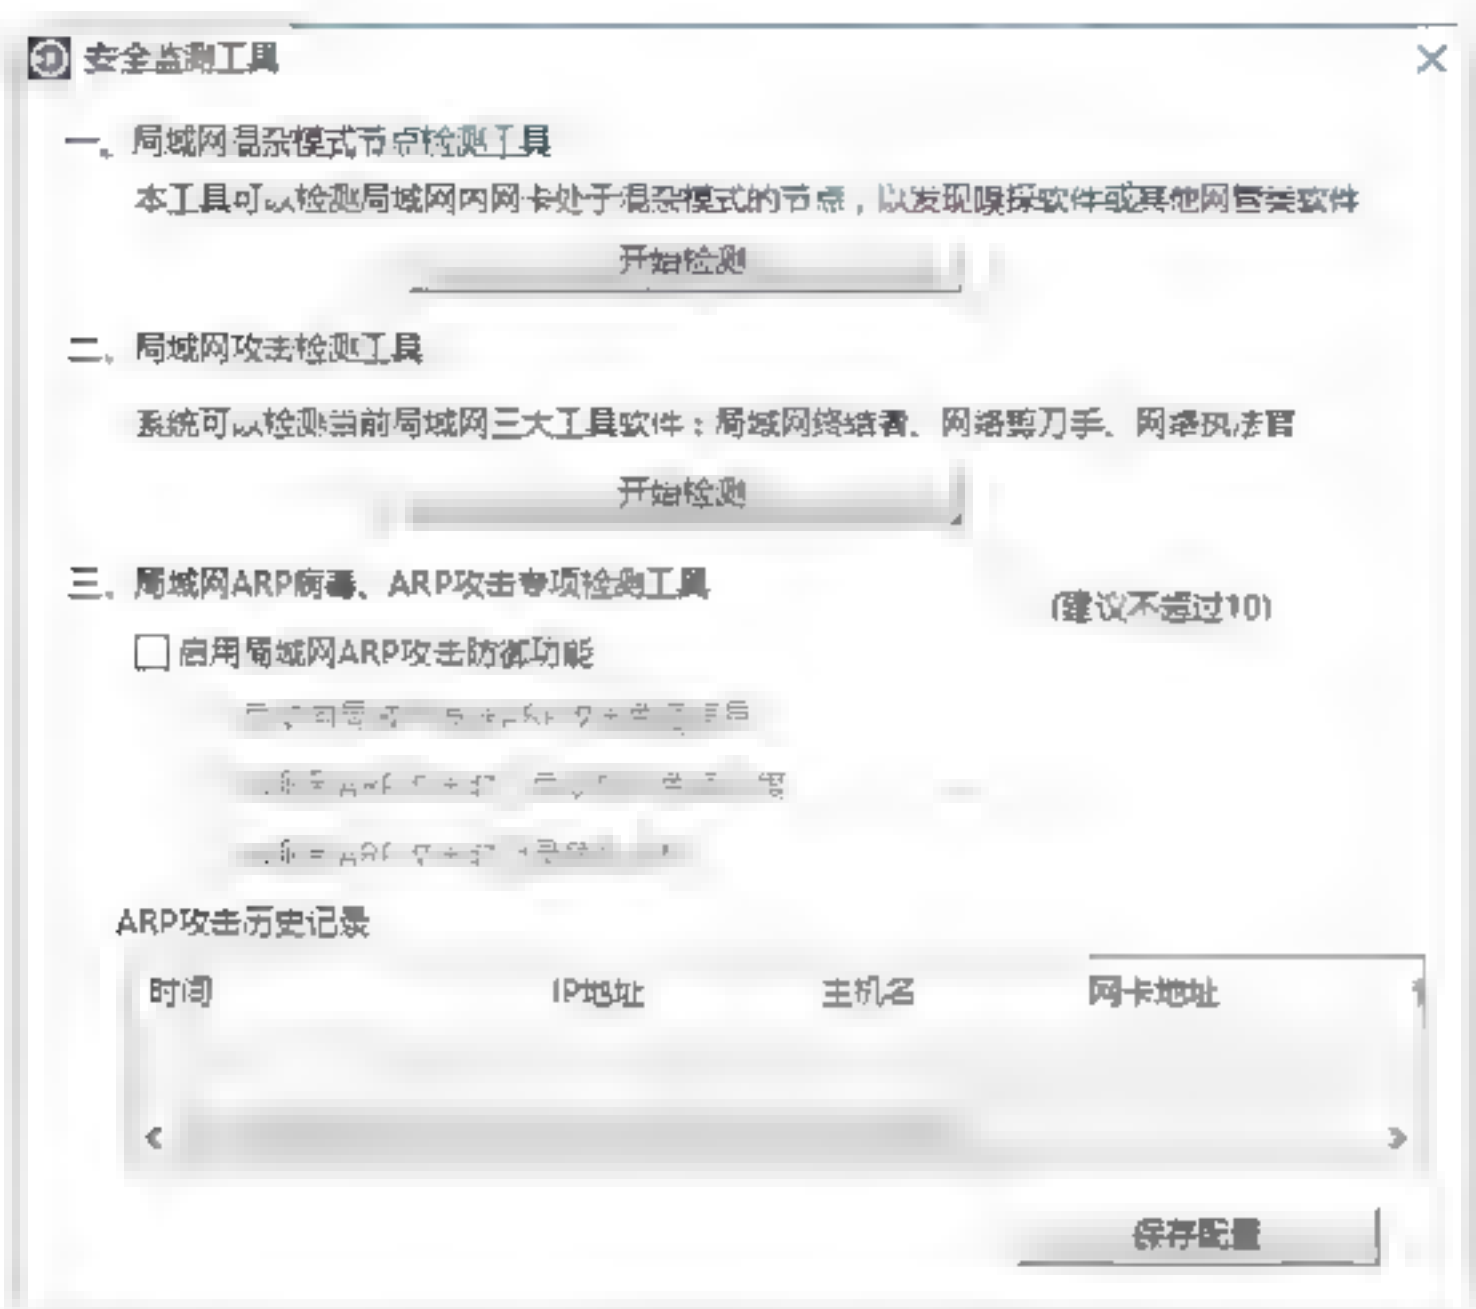 安全监测工具
一、局域网混杂模式节点检测工具
本工具可以检测局域网内网卡处于混杂模式的节点，以发现嗅探软件或其他网管类软件
开始检测
二、局域网攻击检测工具
系统可以检测当前局域网三大工具软件：局域网终结者、网络剪刀手、网络执法官
开始检测
三、局域网ARP病毒、ARP攻击专项检测工具
(建议不超过10)
启用局域网ARP攻击防御功能
ARP攻击历史记录
时间 IP地址 主机名 网卡地址
保存配置